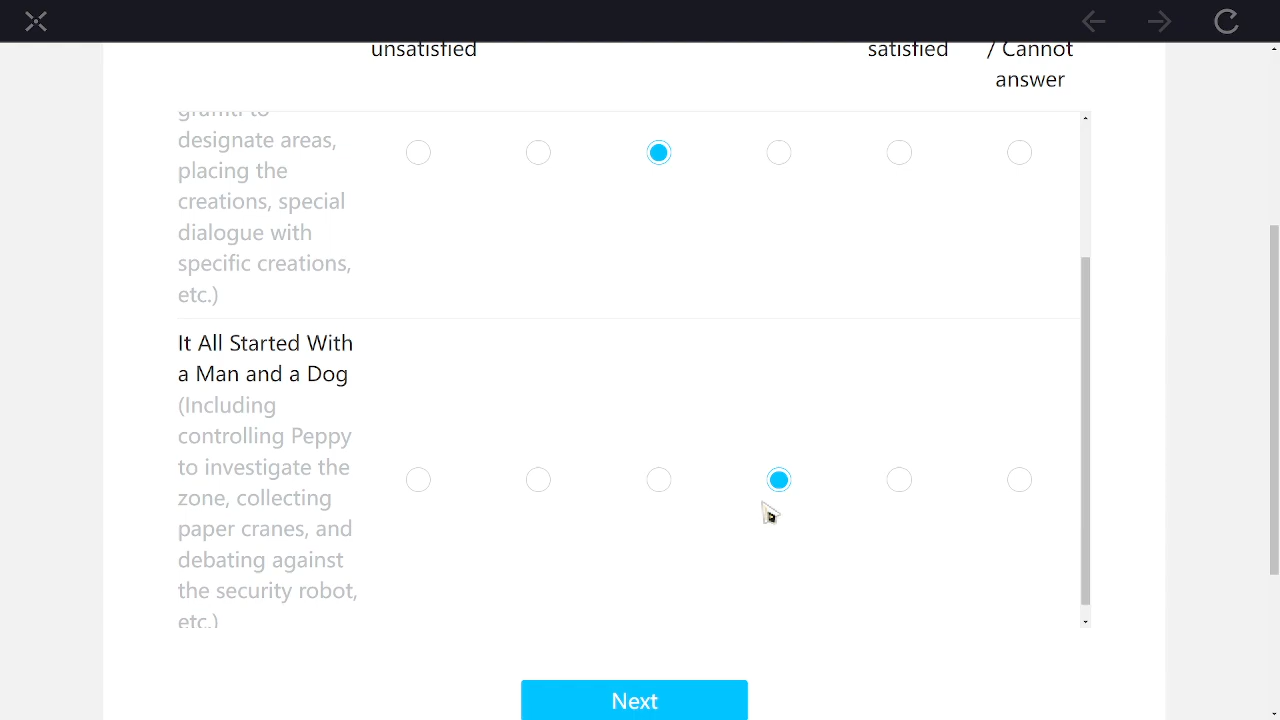 unsatisfied
satisfied
/ Cannot
answer
graffiti to
designate areas,
placing the
creations, special
dialogue with
specific creations,
etc.)
It All Started With
a Man and a Dog
(Including
controlling Peppy
to investigate the
zone, collecting
paper cranes, and
debating against
the security robot,
etc.)
Next